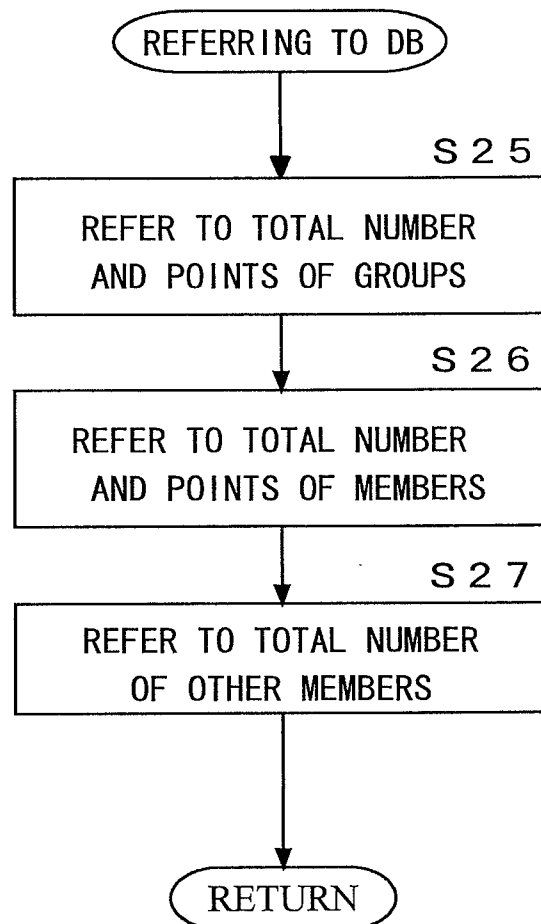 REFERRING TO DB
S25
REFER TO TOTAL NUMBER
AND POINTS OF GROUPS
S26
REFER TO TOTAL NUMBER
AND POINTS OF MEMBERS
S27
REFER TO TOTAL NUMBER
OF OTHER MEMBERS
RETURN